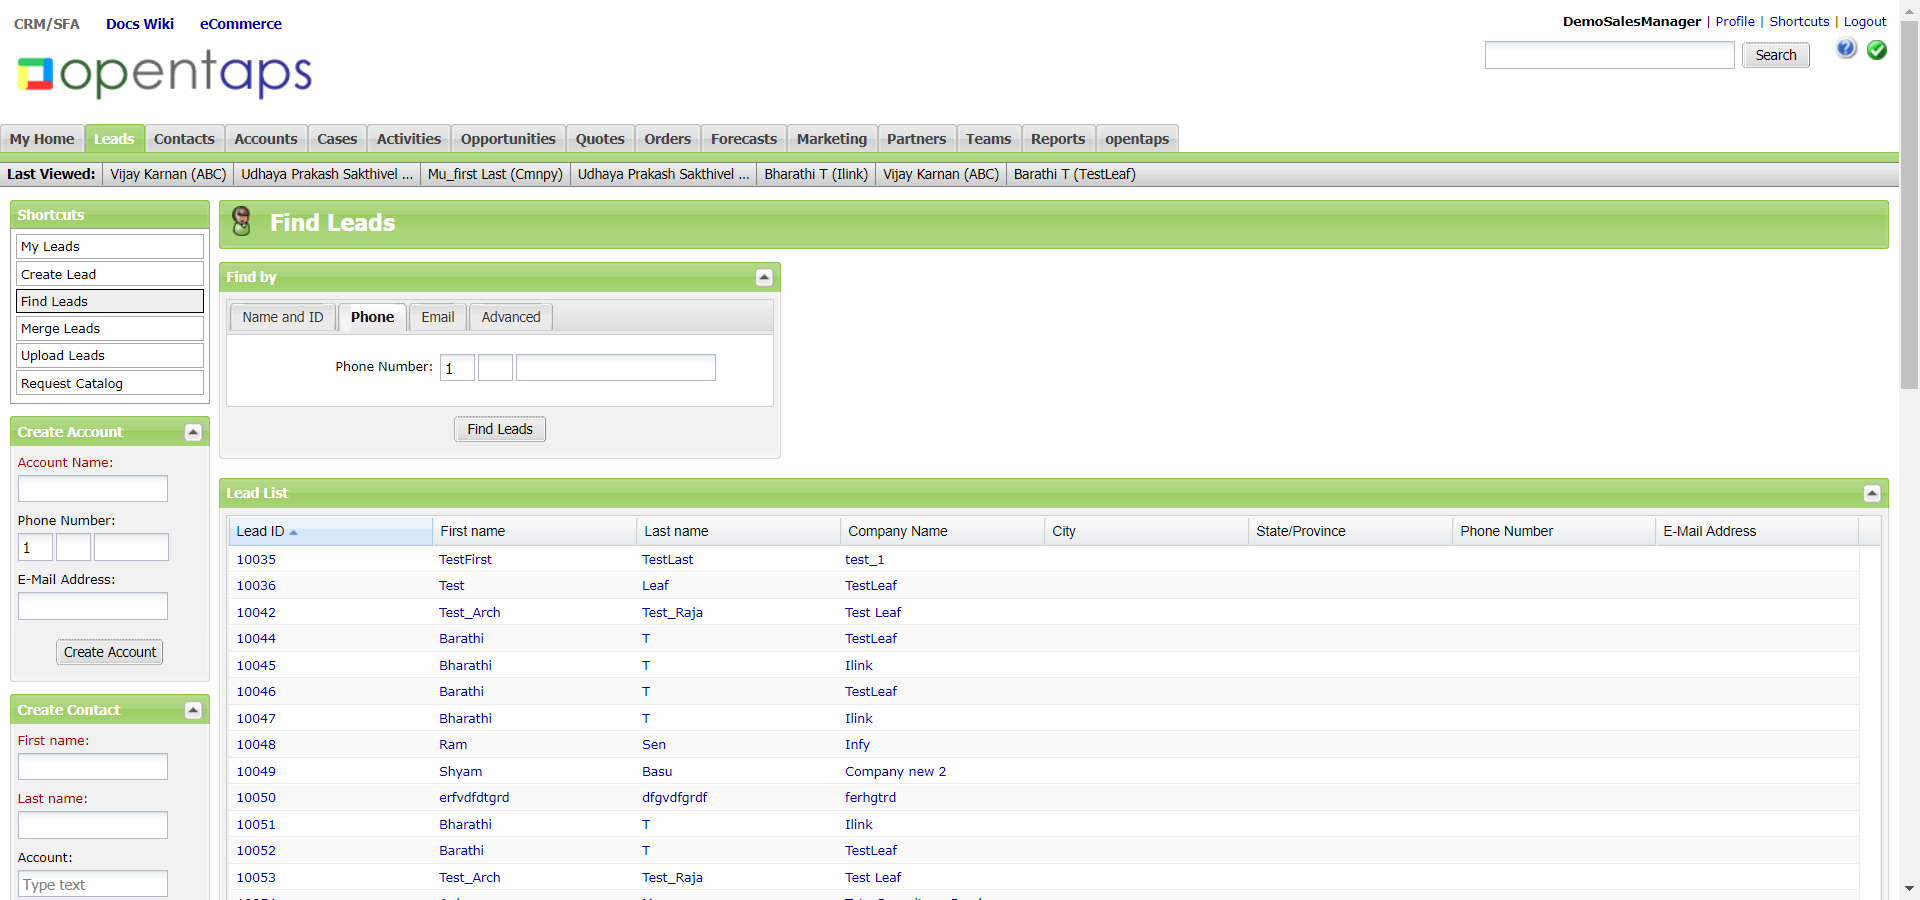 CRM/SFA Docs Wiki eCommerce
DemoSalesManager | Profile | Shortcuts | Logout
opentaps
Search
My Home Leads Contacts Accounts Cases Activities Opportunities Quotes Orders Forecasts Marketing Partners Teams Reports opentaps
Last Viewed: Vijay Karnan (ABC) Udhaya Prakash Sakthivel ... Mu_first Last (Cmnpy) Udhaya Prakash Sakthivel ... Bharathi T (Ilink) Vijay Karnan (ABC) Barathi T (TestLeaf)
Shortcuts
My Leads
Create Lead
Find Leads
Merge Leads
Upload Leads
Request Catalog
Create Account
Account Name:
Phone Number:
1
E-Mail Address:
Create Account
Create Contact
First name:
Last name:
Account:
Type text
Find Leads
Find by
Name and ID Phone Email Advanced
Phone Number: 1
Find Leads
Lead List
Lead ID First name Last name Company Name City State/Province Phone Number E-Mail Address
10035 TestFirst TestLast test_1
10036 Test Leaf TestLeaf
10042 Test_Arch Test_Raja Test Leaf
10044 Barathi T TestLeaf
10045 Bharathi T Ilink
10046 Barathi T TestLeaf
10047 Bharathi T Ilink
10048 Ram Sen Infy
10049 Shyam Basu Company new 2
10050 erfvdfdtgrd dfgvdfgrdf ferhgtrd
10051 Bharathi T Ilink
10052 Barathi T TestLeaf
10053 Test_Arch Test_Raja Test Leaf